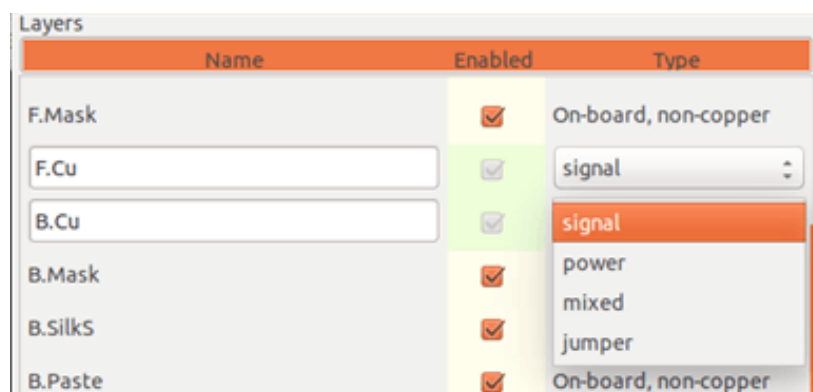 Layers
Name Enabled Type
F.Mask On-board, non-copper
F.Cu signal
B.Cu signal
power
B.Mask
mixed
B.SilkS
jumper
B.Paste On-board, non-copper